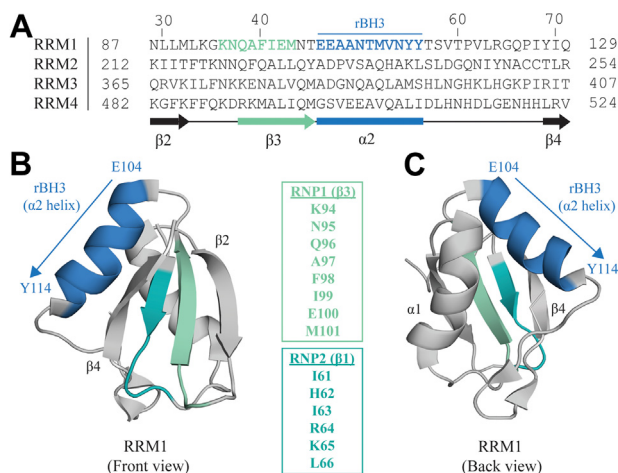 A
30 40 50 60 70
rBH3
RRM1 87 NLLMLKGKNQAFIEMNTEEAANTMVNYYTSVTPVLRGQPIYIQ 129
RRM2 212 KIITFTKNNQFQALLQYADPVSAQHAKLSLDGQNIYNACCTLR 254
RRM3 365 QRVKILFNKKENALVQMADGNQAQLAMSHLNGHKLHGKPIRIT 407
RRM4 482 KGFKFFQKDRKMALIQMGSVEEAVQALIDLHNHDLGENHHLRV 524
β2 β3 α2 β4
B
E104
rBH3
(α2 helix)
Y114
β2
β4
RRM1
(Front view)
RNP1 (β3)
K94
N95
Q96
A97
F98
I99
E100
M101
RNP2 (β1)
I61
H62
I63
R64
K65
L66
C
E104
rBH3
(α2 helix)
Y114
α1
β4
RRM1
(Back view)